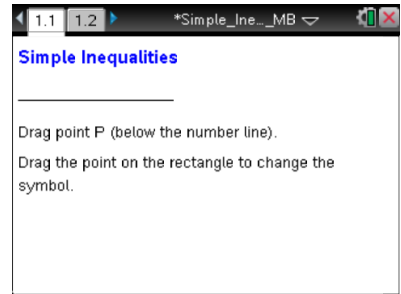 1.1 1.2 *Simple_Ine..._MB
Simple Inequalities
Drag point P (below the number line).
Drag the point on the rectangle to change the
symbol.